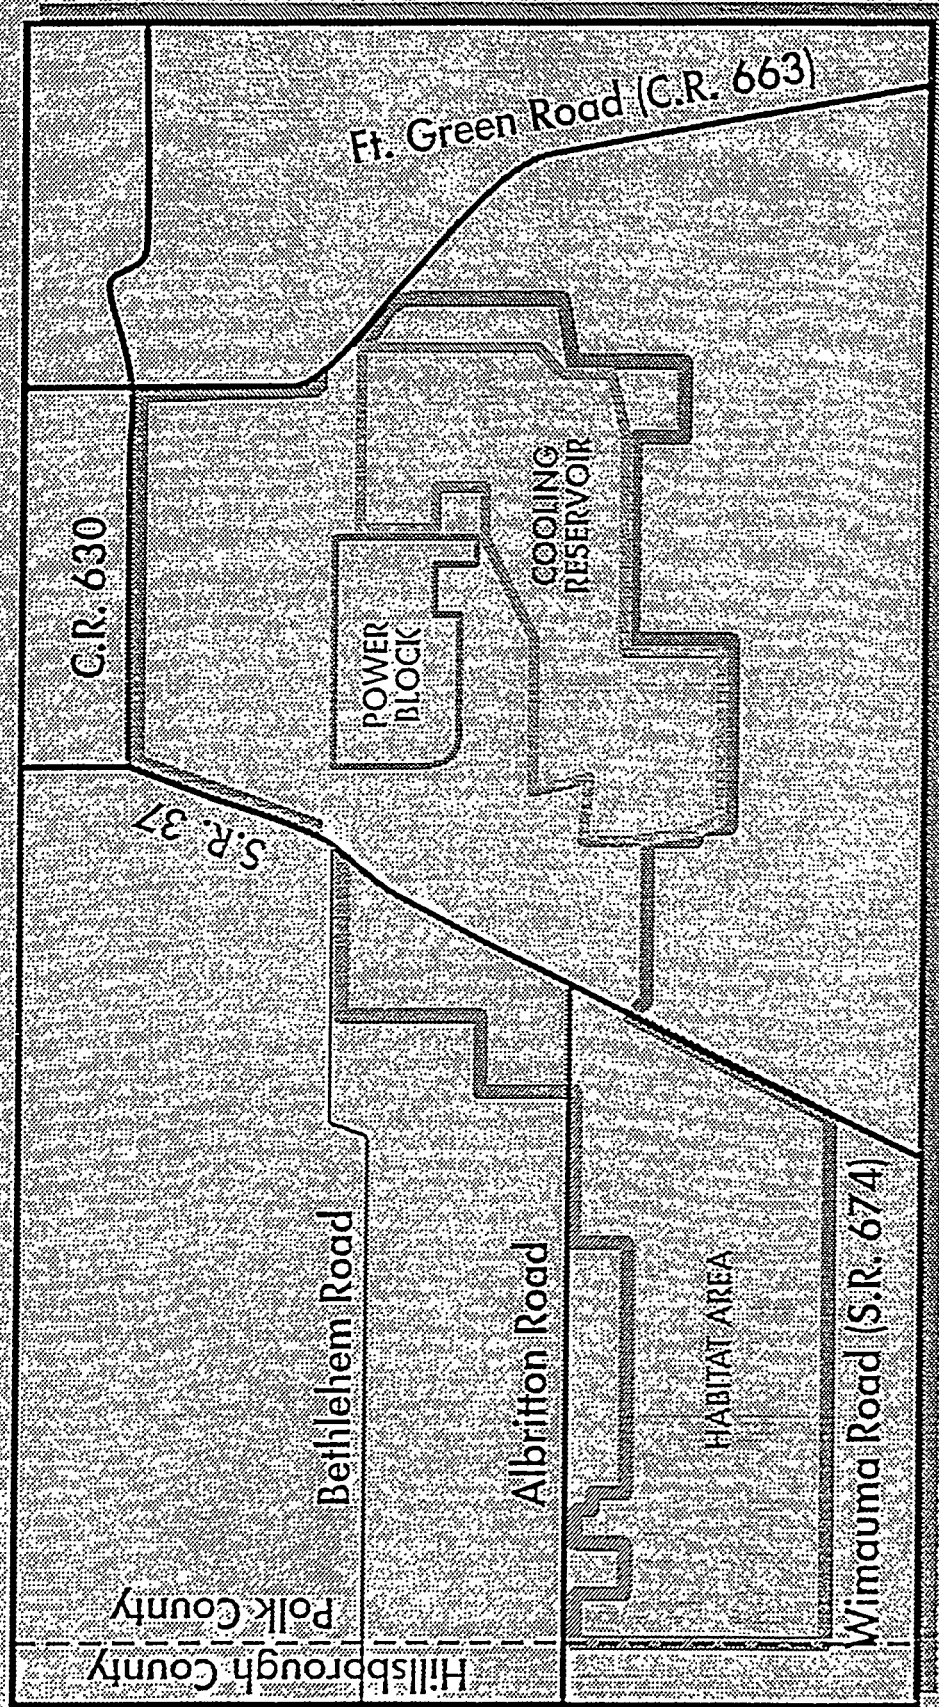 Ft. Green Road (C.R. 663)
C.R. 630
COOLING
RESERVOIR
POWER
BLOCK
S.R. 37
Bethlehem Road
Albritton Road
HABITAT AREA
Wimauma Road (S.R. 674)
Polk County
Hillsborough County